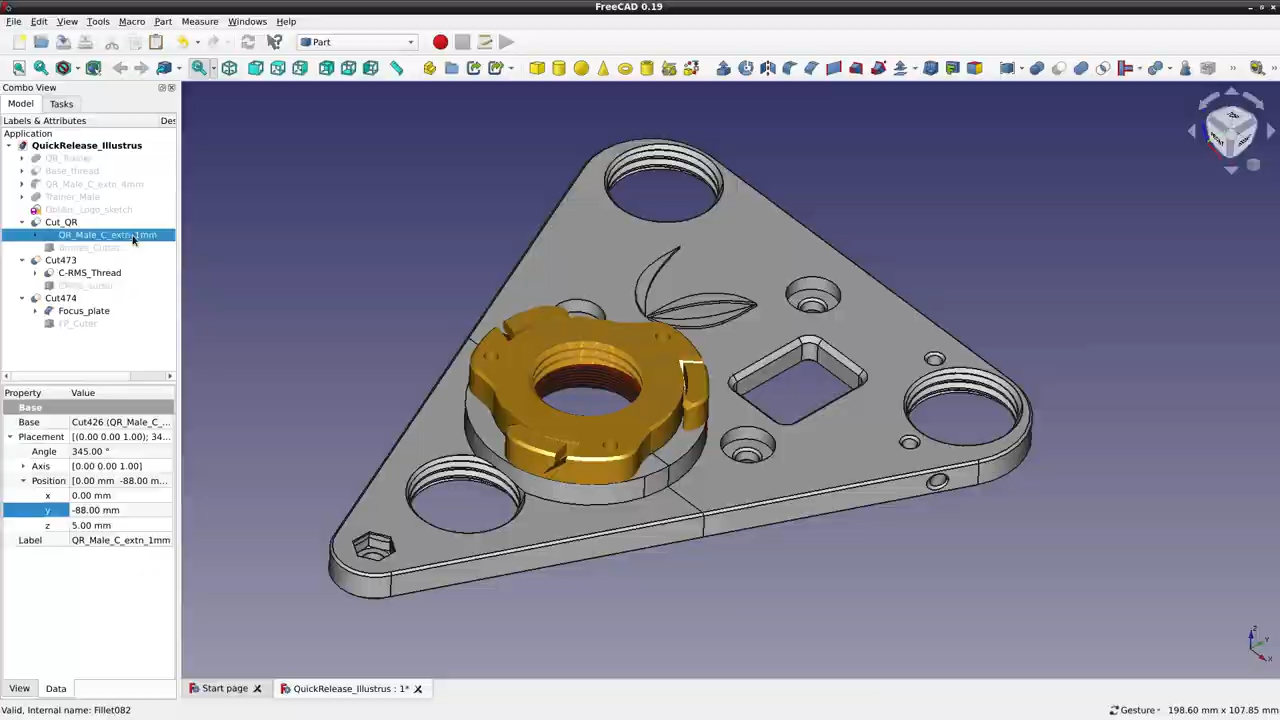 FreeCAD 0.19
File Edit View Tools Macro Part Measure Windows Help
Part
Combo View
Model Tasks
Labels & Attributes Des
Application
QuickRelease_Illustrus
Base_thread
QR_Male_C_extn_4mm
Trainer_Male
Cut_QR
QR_Male_C_extn_1mm
Cut473
C-RMS_Thread
Cut474
Focus_plate
FP_Cuter
Property Value
Base
Base Cut426 (QR_Male_C_...
Placement [(0.00 0.00 1.00); 34...
Angle 345.00 °
Axis [0.00 0.00 1.00]
Position [0.00 mm -88.00 m...
x 0.00 mm
y -88.00 mm
z 5.00 mm
Label QR_Male_C_extn_1mm
View Data
Start page QuickRelease_Illustrus : 1*
Valid, Internal name: Fillet082 Gesture 198.60 mm x 107.85 mm